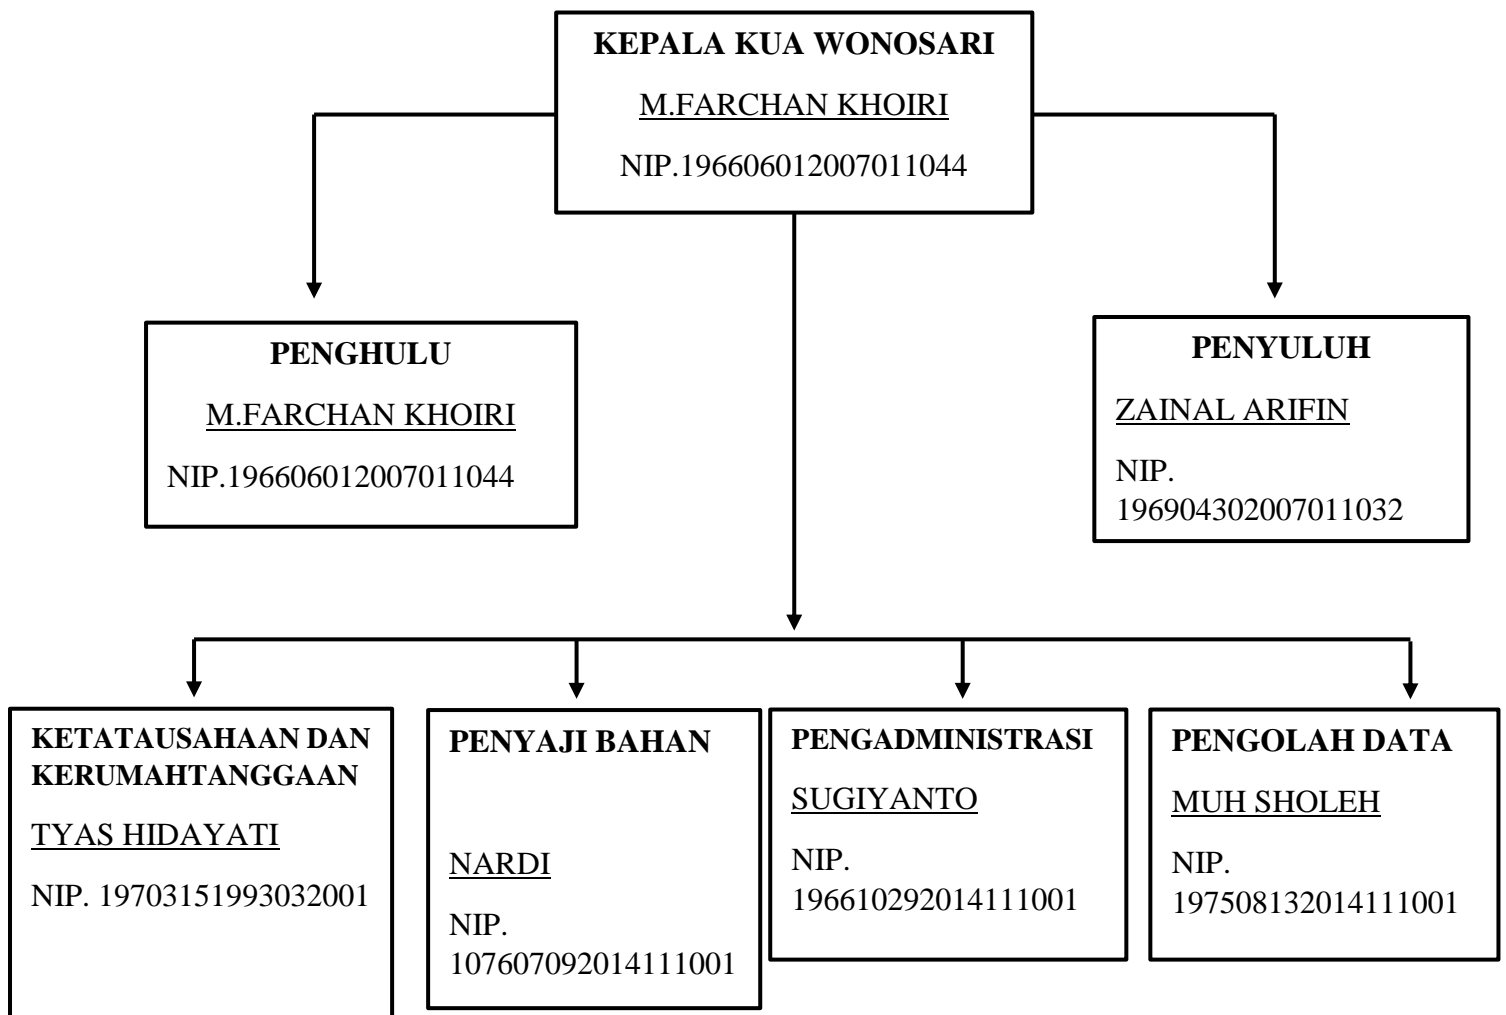 KEPALA KUA WONOSARI
M.FARCHAN KHOIRI
NIP.196606012007011044
PENGHULU
M.FARCHAN KHOIRI
NIP.196606012007011044
PENYULUH
ZAINAL ARIFIN
NIP.
196904302007011032
KETATAUSAHAAN DAN
KERUMAHTANGGAAN
TYAS HIDAYATI
NIP. 19703151993032001
PENYAJI BAHAN
NARDI
NIP.
107607092014111001
PENGADMINISTRASI
SUGIYANTO
NIP.
196610292014111001
PENGOLAH DATA
MUH SHOLEH
NIP.
197508132014111001